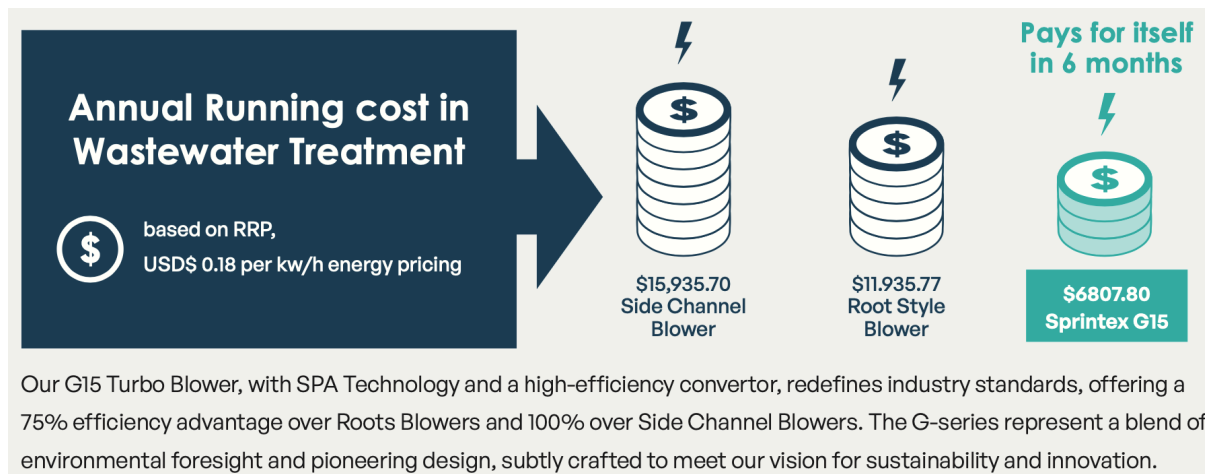 Annual Running cost in
Wastewater Treatment
$
based on RRP,
USD$ 0.18 per kw/h energy pricing
$
$15,935.70
Side Channel
Blower
$
$11.935.77
Root Style
Blower
Pays for itself
in 6 months
$
$6807.80
Sprintex G15
Our G15 Turbo Blower, with SPA Technology and a high-efficiency convertor, redefines industry standards, offering a
75% efficiency advantage over Roots Blowers and 100% over Side Channel Blowers. The G-series represent a blend of
environmental foresight and pioneering design, subtly crafted to meet our vision for sustainability and innovation.